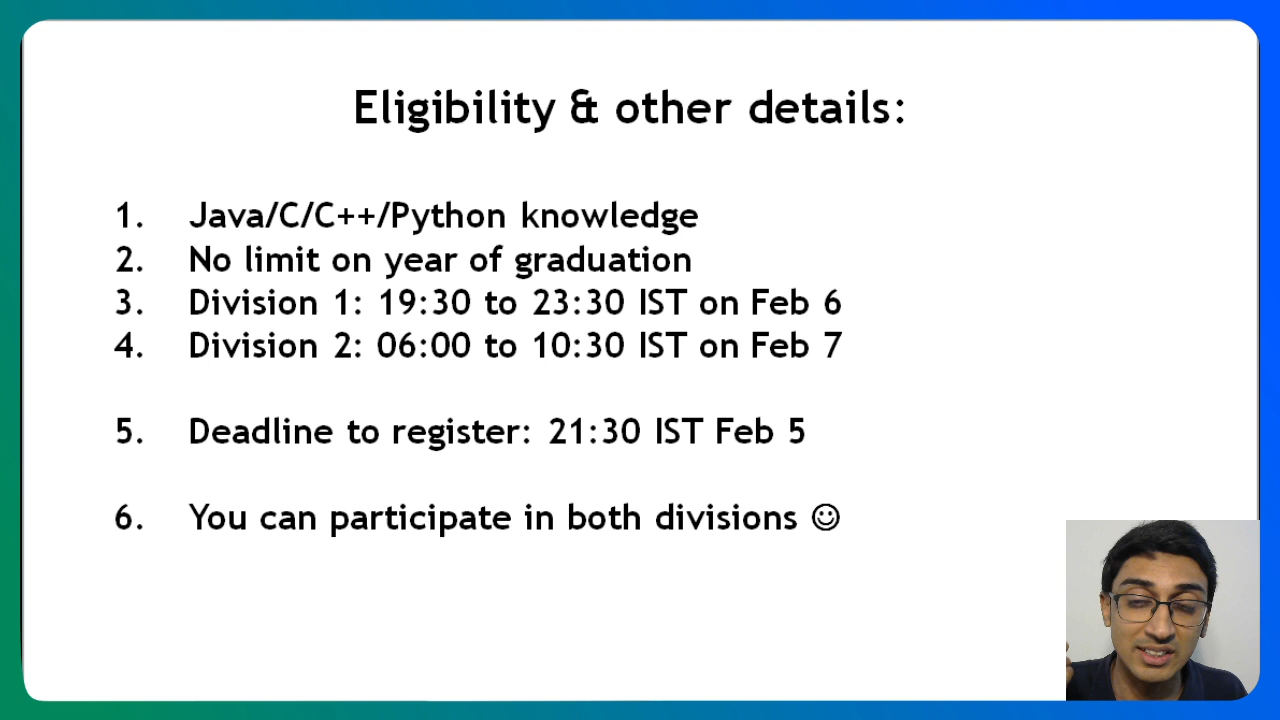 Eligibility & other details:
1. Java/C/C++/Python knowledge
2. No limit on year of graduation
3. Division 1: 19:30 to 23:30 IST on Feb 6
4. Division 2: 06:00 to 10:30 IST on Feb 7
5. Deadline to register: 21:30 IST Feb 5
6. You can participate in both divisions ☺